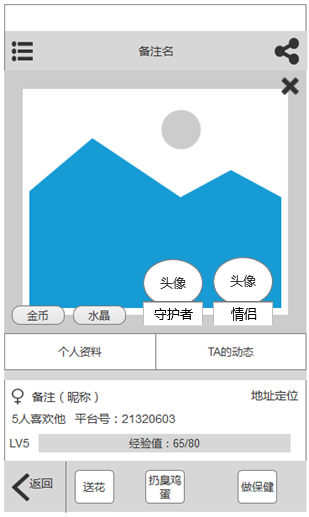 备注名
头像
头像
金币
水晶
守护者
情侣
个人资料
TA的动态
备注（昵称）
地址定位
5人喜欢他 平台号：21320603
LV5
经验值：65/80
返回
送花
扔臭鸡
蛋
做保健